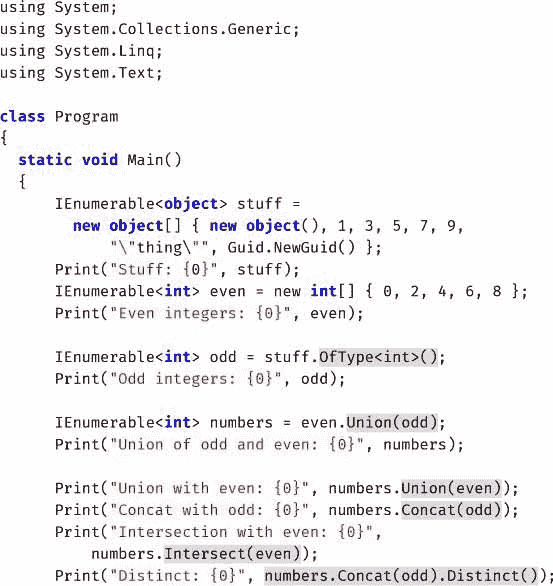 using System;
using System.Collections.Generic;
using System.Linq;
using System.Text;
class Program
{
static void Main()
{
IEnumerable<object> stuff =
new object[] { new object(), 1, 3, 5, 7, 9,
"\"thing\"", Guid.NewGuid() };
Print("Stuff: {0}", stuff);
IEnumerable<int> even = new int[] { 0, 2, 4, 6, 8 };
Print("Even integers: {0}", even);
IEnumerable<int> odd = stuff.OfType<int>();
Print("Odd integers: {0}", odd);
IEnumerable<int> numbers = even.Union(odd);
Print("Union of odd and even: {0}", numbers);
Print("Union with even: {0}", numbers.Union(even));
Print("Concat with odd: {0}", numbers.Concat(odd));
Print("Intersection with even: {0}",
numbers.Intersect(even));
Print("Distinct: {0}", numbers.Concat(odd).Distinct());